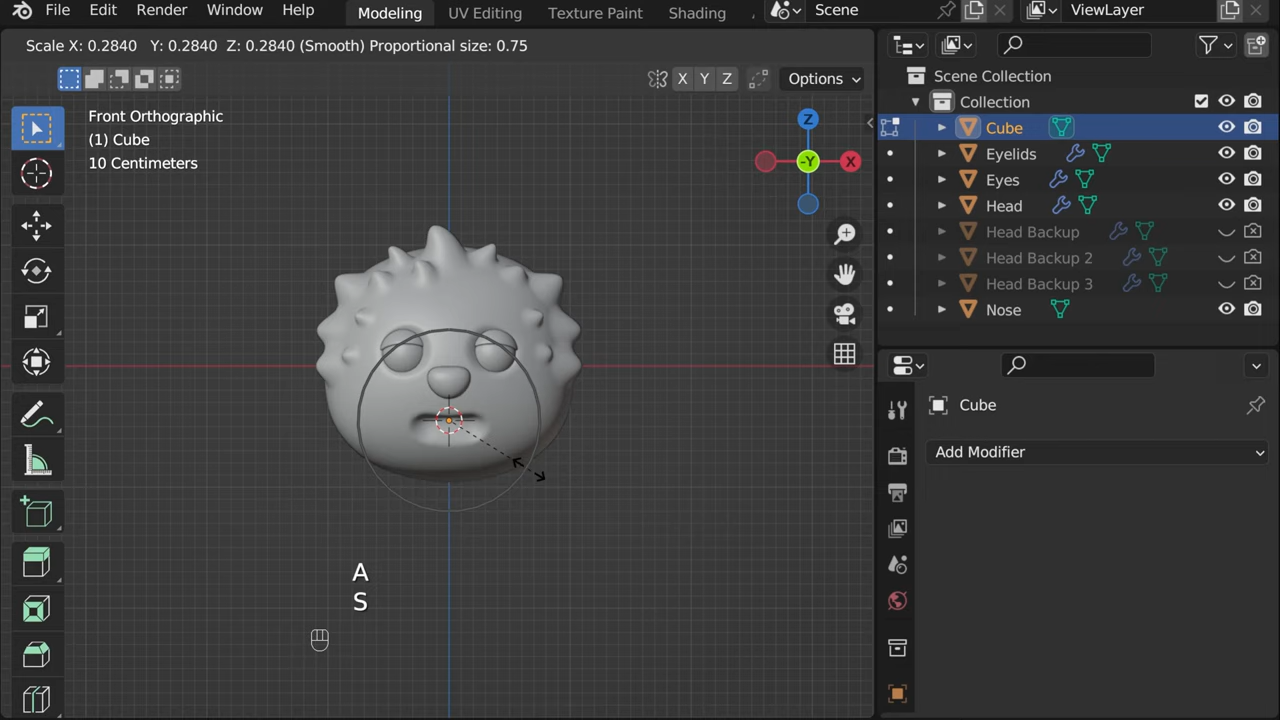 File Edit Render Window Help Modeling UV Editing Texture Paint Shading Scene ViewLayer
Scale X: 0.2840 Y: 0.2840 Z: 0.2840 (Smooth) Proportional size: 0.75
X Y Z Options
Front Orthographic
(1) Cube
10 Centimeters
Z
-Y X
Scene Collection
Collection
Cube
Eyelids
Eyes
Head
Head Backup
Head Backup 2
Head Backup 3
Nose
Cube
Add Modifier
A
S